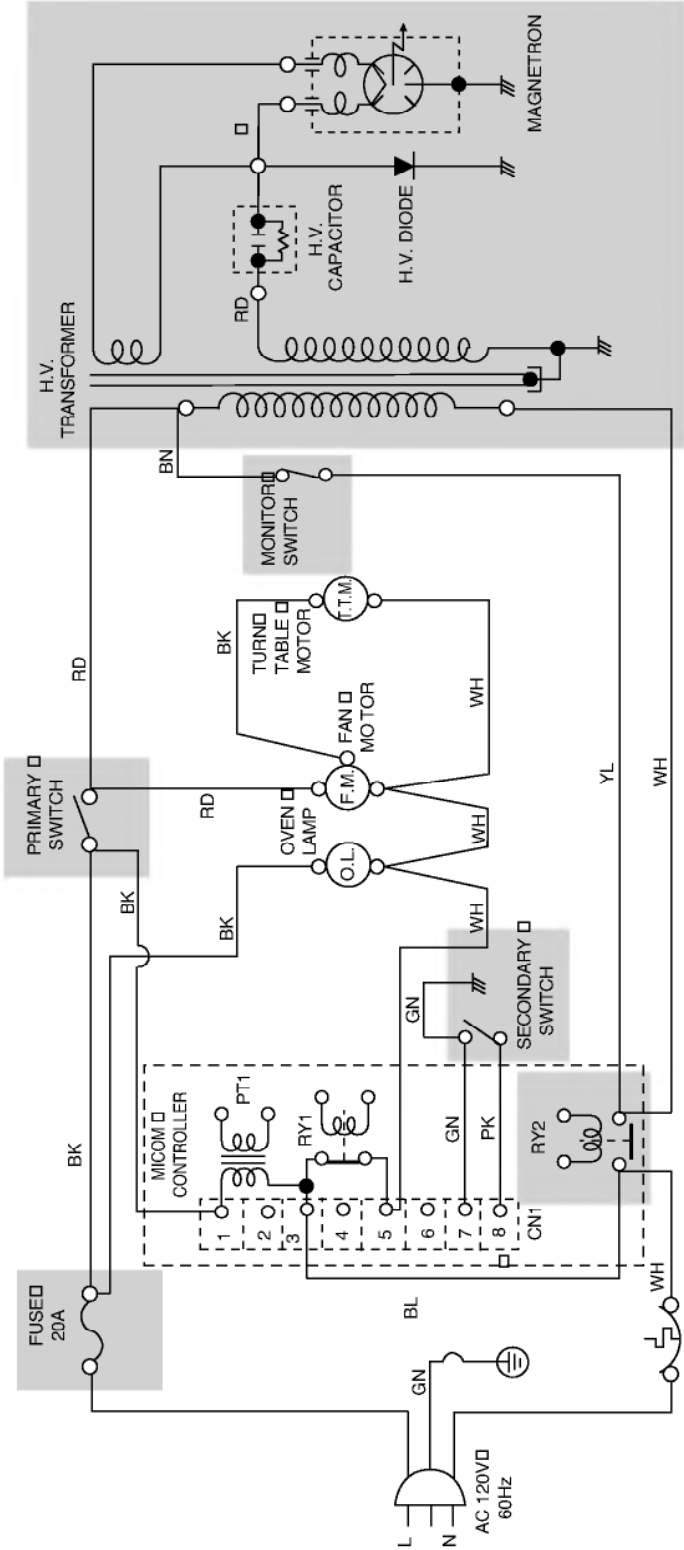 FUSE
20A
PRIMARY
SWITCH
H.V.
TRANSFORMER
BK
RD
BK
BN
MICOM
CONTROLLER
PT1
BK
RD
BK
RD
MONITOR
SWITCH
TURN
TABLE
MOTOR
OVEN
LAMP
FAN
MOTOR
O.L.
F.M.
T.T.M.
RY1
H.V.
CAPACITOR
H.V. DIODE
MAGNETRON
1
2
3
4
5
6
7
8
CN1
WH
WH
WH
GN
GN
PK
SECONDARY
SWITCH
BL
RY2
YL
WH
WH
GN
L
N
AC 120V
60Hz